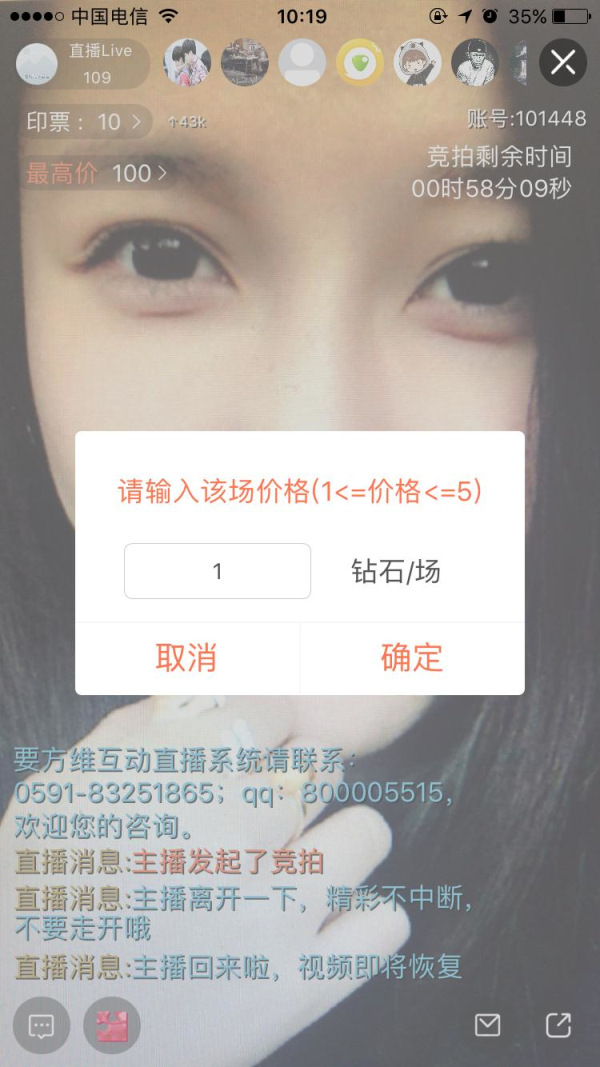 中国电信 10:19 35%
直播Live
109
印票： 10 ↑43k 账号:101448
竞拍剩余时间
最高价 100
00时58分09秒
请输入该场价格(1<=价格<=5)
1 钻石/场
取消 确定
要方维互动直播系统请联系：
0591-83251865；qq：800005515，
欢迎您的咨询。
直播消息:主播发起了竞拍
直播消息:主播离开一下，精彩不中断，
不要走开哦
直播消息:主播回来啦，视频即将恢复